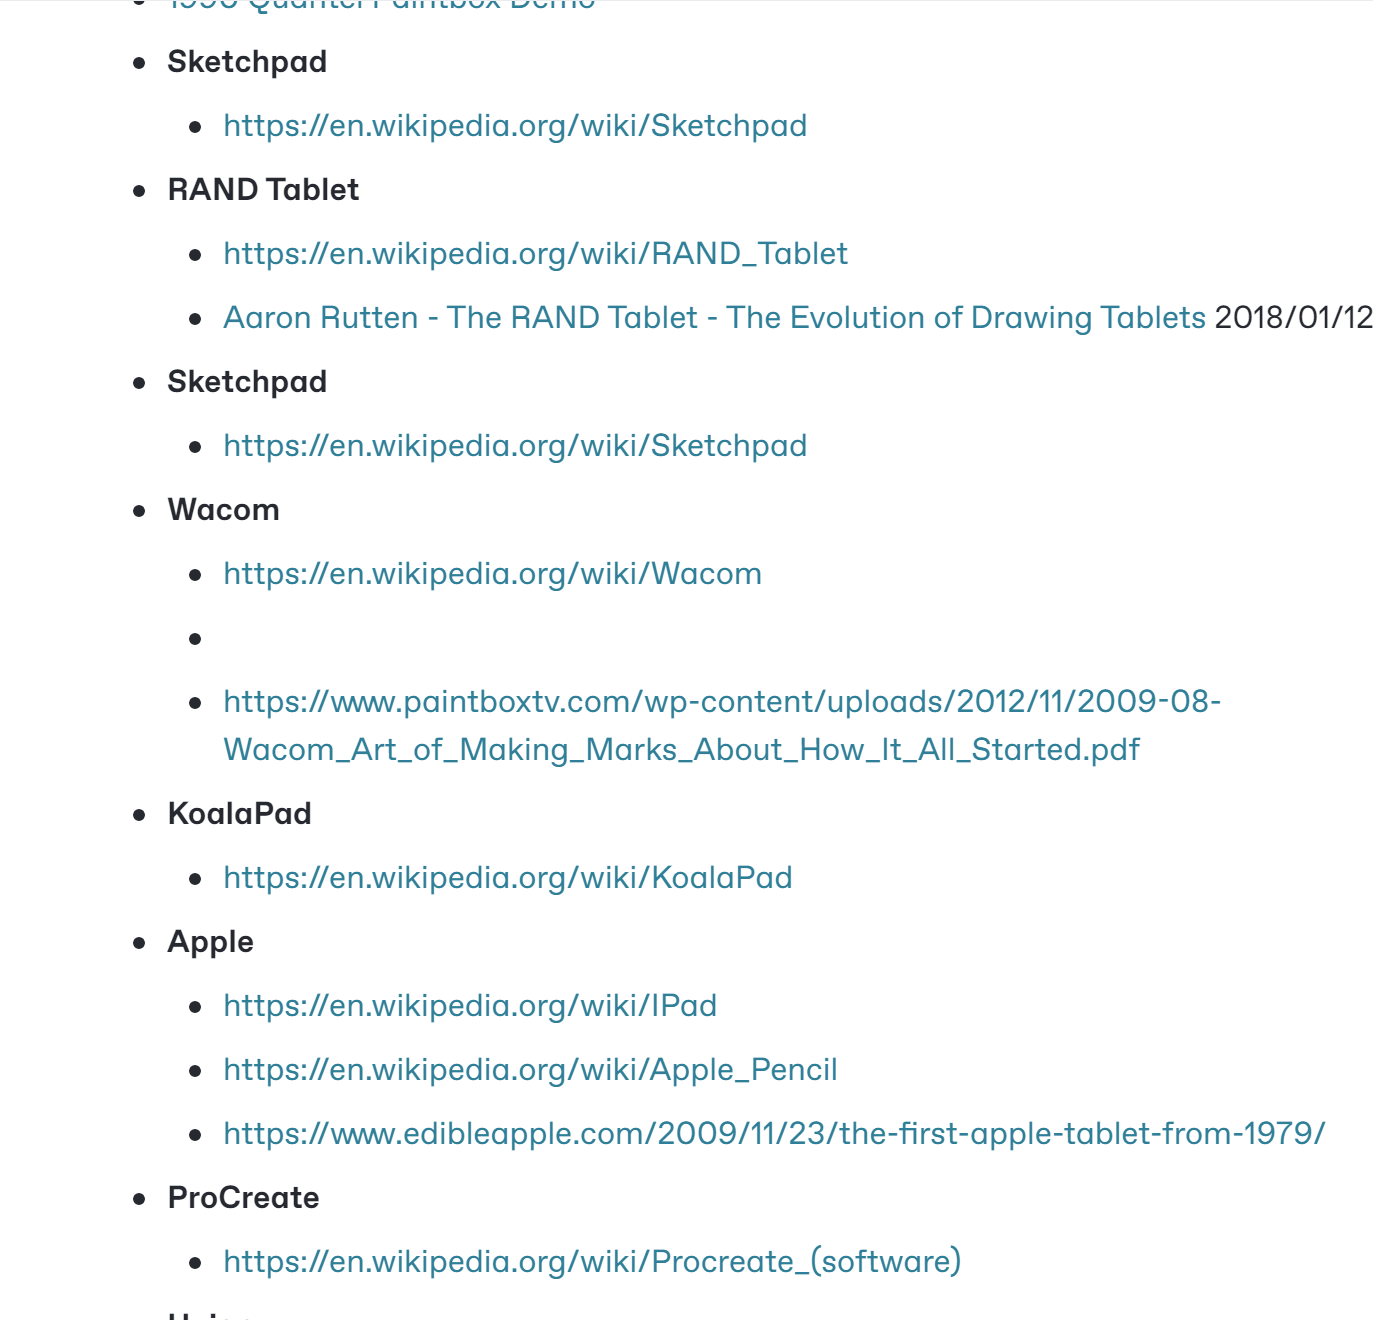 1990 Quantel Paintbox Demo
Sketchpad
https://en.wikipedia.org/wiki/Sketchpad
RAND Tablet
https://en.wikipedia.org/wiki/RAND_Tablet
Aaron Rutten - The RAND Tablet - The Evolution of Drawing Tablets 2018/01/12
Sketchpad
https://en.wikipedia.org/wiki/Sketchpad
Wacom
https://en.wikipedia.org/wiki/Wacom
https://www.paintboxtv.com/wp-content/uploads/2012/11/2009-08-
Wacom_Art_of_Making_Marks_About_How_It_All_Started.pdf
KoalaPad
https://en.wikipedia.org/wiki/KoalaPad
Apple
https://en.wikipedia.org/wiki/IPad
https://en.wikipedia.org/wiki/Apple_Pencil
https://www.edibleapple.com/2009/11/23/the-first-apple-tablet-from-1979/
ProCreate
https://en.wikipedia.org/wiki/Procreate_(software)